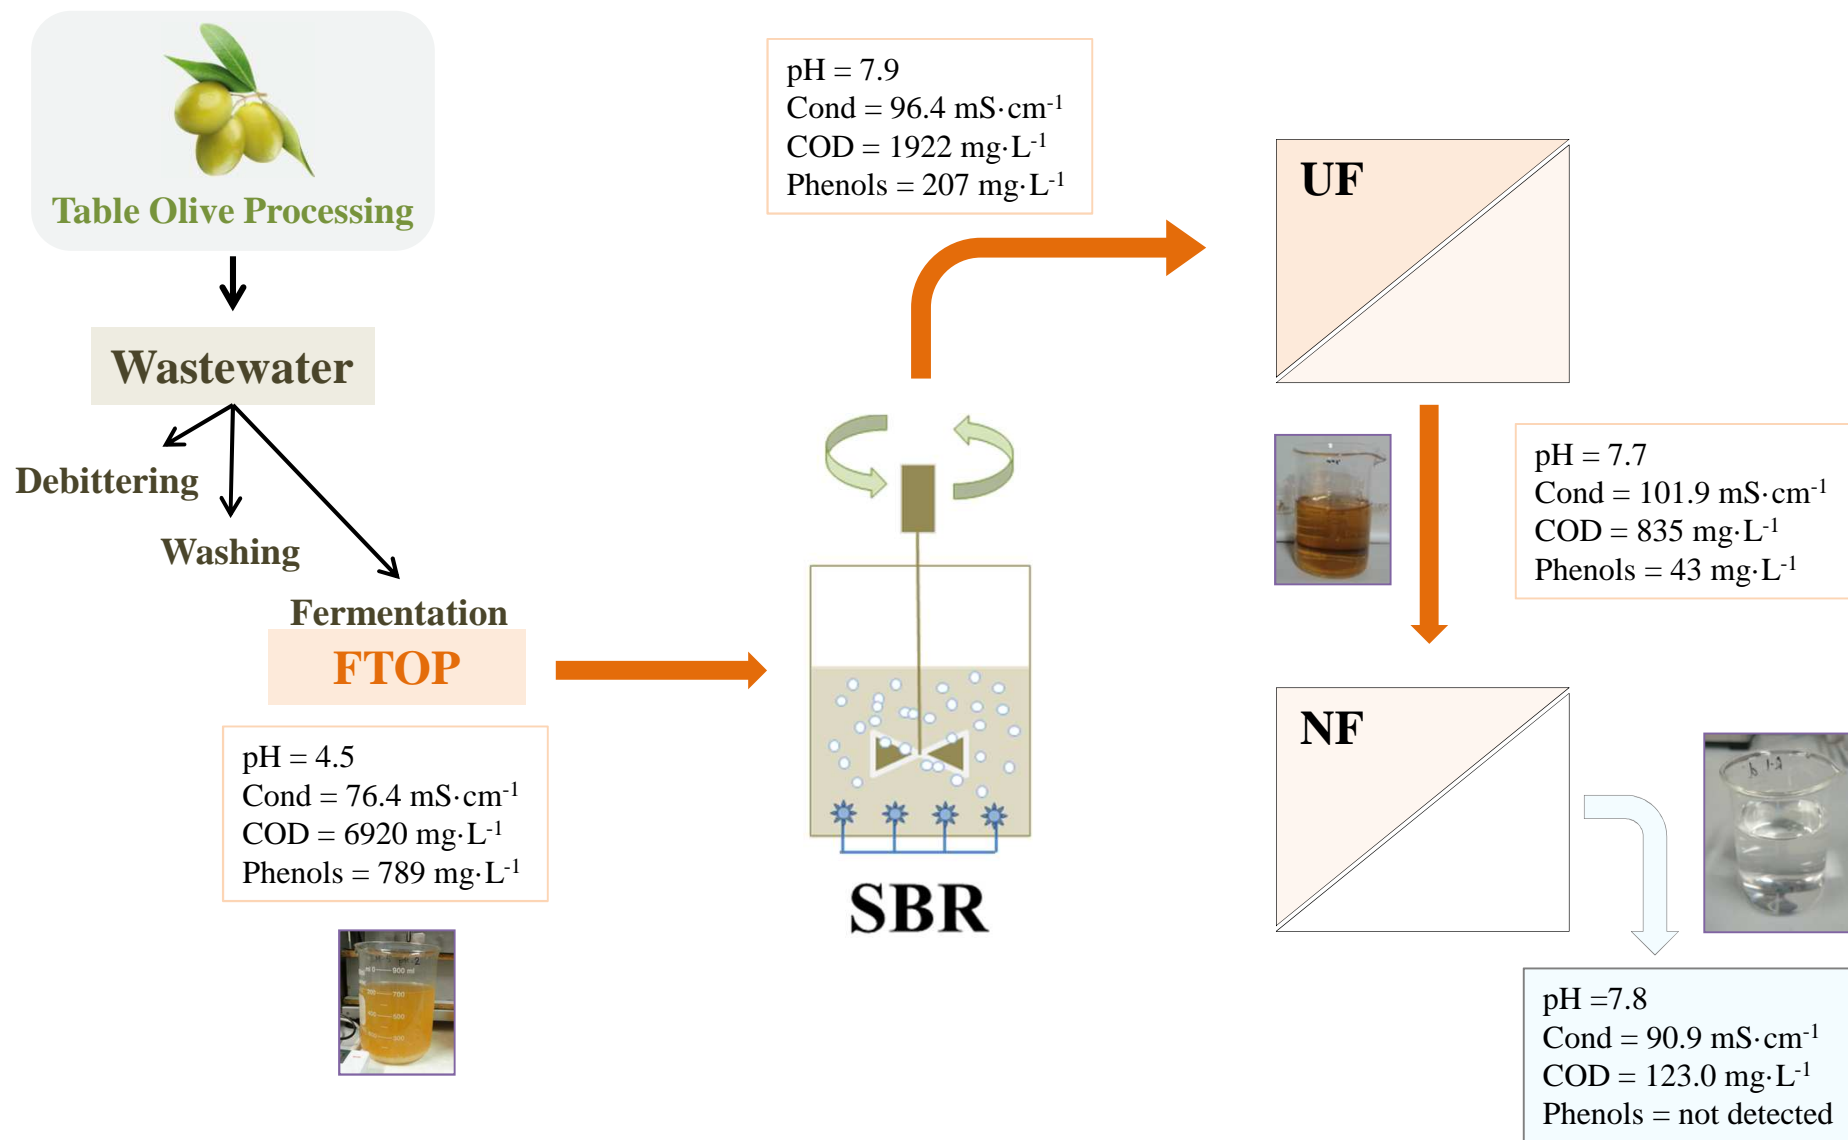 Table Olive Processing
Wastewater
Debittering
Washing
Fermentation
FTOP
pH = 4.5
Cond = 76.4 mS·cm⁻¹
COD = 6920 mg·L⁻¹
Phenols = 789 mg·L⁻¹
900 ml
700
500
SBR
pH = 7.9
Cond = 96.4 mS·cm⁻¹
COD = 1922 mg·L⁻¹
Phenols = 207 mg·L⁻¹
UF
pH = 7.7
Cond = 101.9 mS·cm⁻¹
COD = 835 mg·L⁻¹
Phenols = 43 mg·L⁻¹
NF
pH =7.8
Cond = 90.9 mS·cm⁻¹
COD = 123.0 mg·L⁻¹
Phenols = not detected